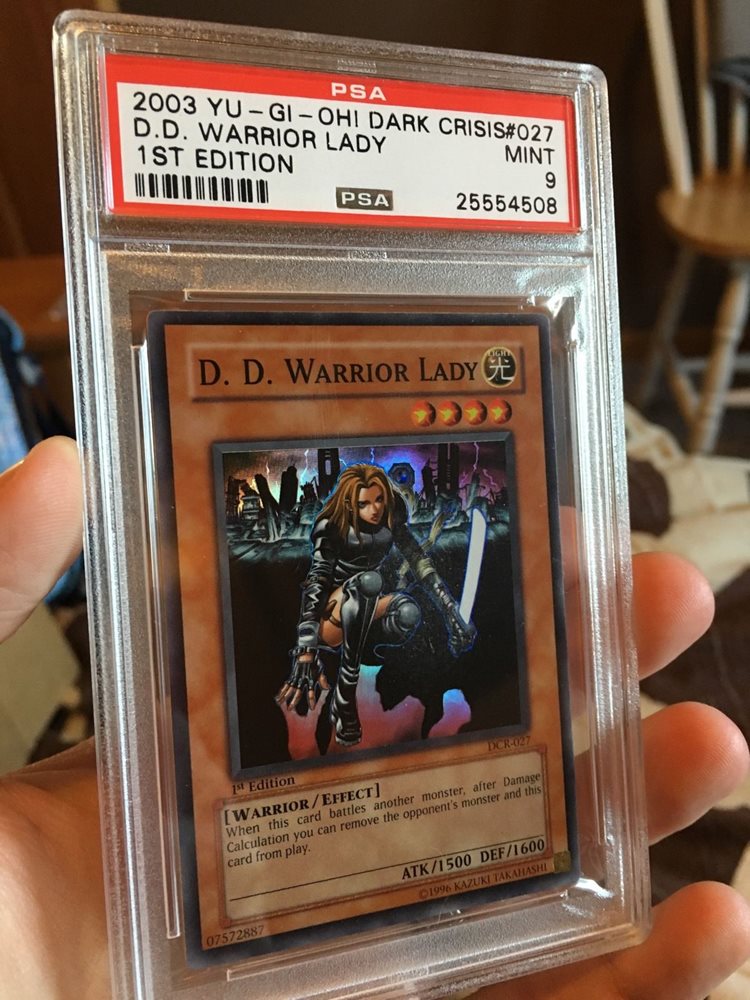 PSA
2003 YU-GI-OH! DARK CRISIS#027
D.D. WARRIOR LADY MINT
1ST EDITION 9
PSA 25554508
D. D. WARRIOR LADY
LIGHT
光
DCR-027
1st Edition
[WARRIOR/EFFECT]
When this card battles another monster, after Damage
Calculation you can remove the opponent's monster and this
card from play.
ATK/1500 DEF/1600
07572887 ©1996 KAZUKI TAKAHASHI